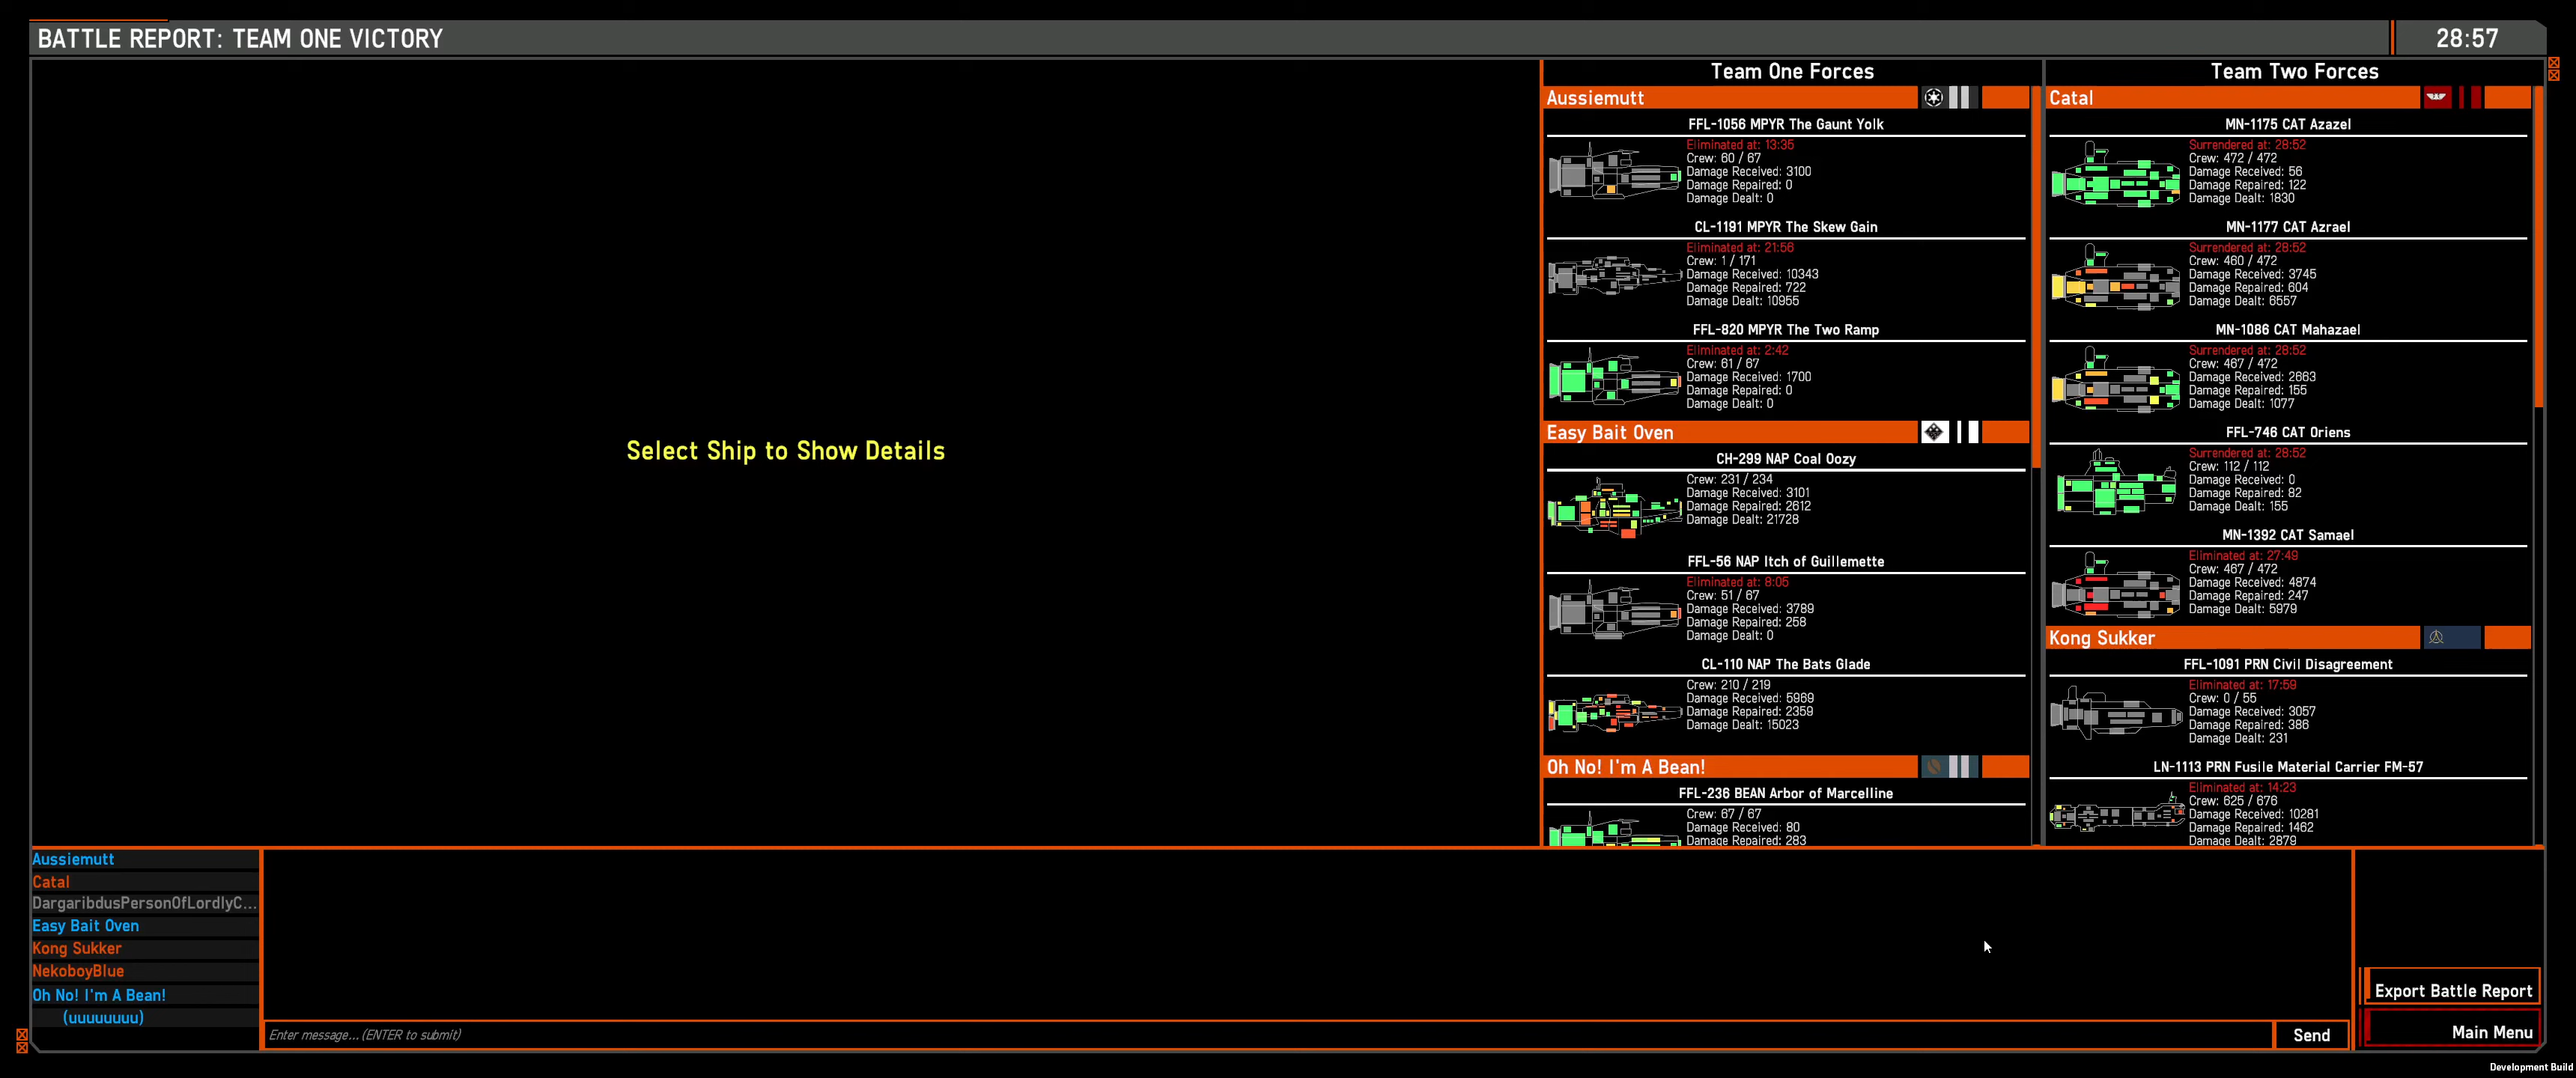 BATTLE REPORT: TEAM ONE VICTORY
28:57
Team One Forces
Aussiemutt
FFL-1056 MPYR The Gaunt Yolk
Eliminated at: 13:35
Crew: 60 / 67
Damage Received: 3100
Damage Repaired: 0
Damage Dealt: 0
CL-1191 MPYR The Skew Gain
Eliminated at: 21:56
Crew: 1 / 171
Damage Received: 10343
Damage Repaired: 722
Damage Dealt: 10955
FFL-820 MPYR The Two Ramp
Eliminated at: 2:42
Crew: 61 / 67
Damage Received: 1700
Damage Repaired: 0
Damage Dealt: 0
Easy Bait Oven
CH-299 NAP Coal Oozy
Crew: 231 / 234
Damage Received: 3101
Damage Repaired: 2612
Damage Dealt: 21728
FFL-56 NAP Itch of Guillemette
Eliminated at: 8:05
Crew: 51 / 67
Damage Received: 3789
Damage Repaired: 258
Damage Dealt: 0
CL-110 NAP The Bats Glade
Crew: 210 / 219
Damage Received: 5969
Damage Repaired: 2359
Damage Dealt: 15023
Oh No! I'm A Bean!
FFL-236 BEAN Arbor of Marcelline
Crew: 67 / 67
Damage Received: 80
Damage Repaired: 283
Team Two Forces
Catal
MN-1175 CAT Azazel
Surrendered at: 28:52
Crew: 472 / 472
Damage Received: 56
Damage Repaired: 122
Damage Dealt: 1830
MN-1177 CAT Azrael
Surrendered at: 28:52
Crew: 460 / 472
Damage Received: 3745
Damage Repaired: 604
Damage Dealt: 6557
MN-1086 CAT Mahazael
Surrendered at: 28:52
Crew: 467 / 472
Damage Received: 2663
Damage Repaired: 155
Damage Dealt: 1077
FFL-746 CAT Oriens
Surrendered at: 28:52
Crew: 112 / 112
Damage Received: 0
Damage Repaired: 82
Damage Dealt: 155
MN-1392 CAT Samael
Eliminated at: 27:49
Crew: 467 / 472
Damage Received: 4874
Damage Repaired: 247
Damage Dealt: 5979
Kong Sukker
FFL-1091 PRN Civil Disagreement
Eliminated at: 17:59
Crew: 0 / 55
Damage Received: 3057
Damage Repaired: 386
Damage Dealt: 231
LN-1113 PRN Fusile Material Carrier FM-57
Eliminated at: 14:23
Crew: 625 / 676
Damage Received: 10281
Damage Repaired: 1462
Damage Dealt: 2879
Select Ship to Show Details
Aussiemutt
Catal
DargaribdusPersonOfLordlyC...
Easy Bait Oven
Kong Sukker
NekoboyBlue
Oh No! I'm A Bean!
(uuuuuuuu)
Enter message... (ENTER to submit)
Send
Export Battle Report
Main Menu
Development Build